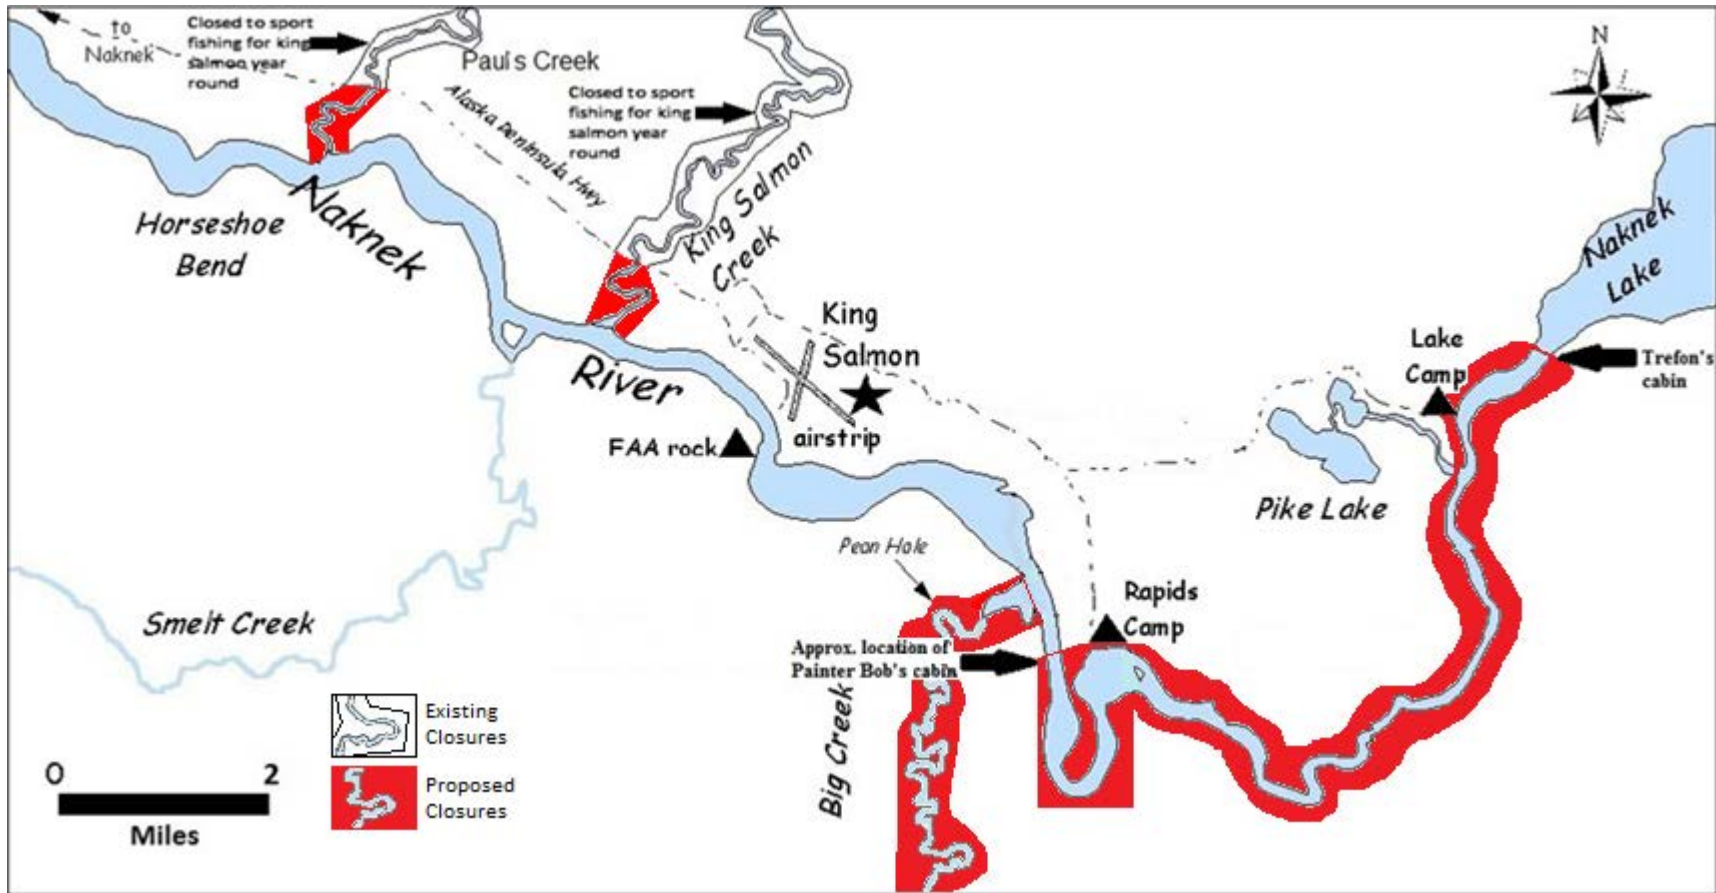 to
Naknek
Closed to sport
fishing for king
salmon year
round
Paul's Creek
Closed to sport
fishing for king
salmon year
round
Alaska Peninsula Hwy
N
Horseshoe
Bend
Naknek
River
King Salmon
Creek
King
Salmon
airstrip
FAA rock
Naknek
Lake
Lake
Camp
Trefon's
cabin
Pike Lake
Pean Hole
Rapids
Camp
Approx. location of
Painter Bob's cabin
Big Creek
Smelt Creek
Existing
Closures
Proposed
Closures
0 2
Miles